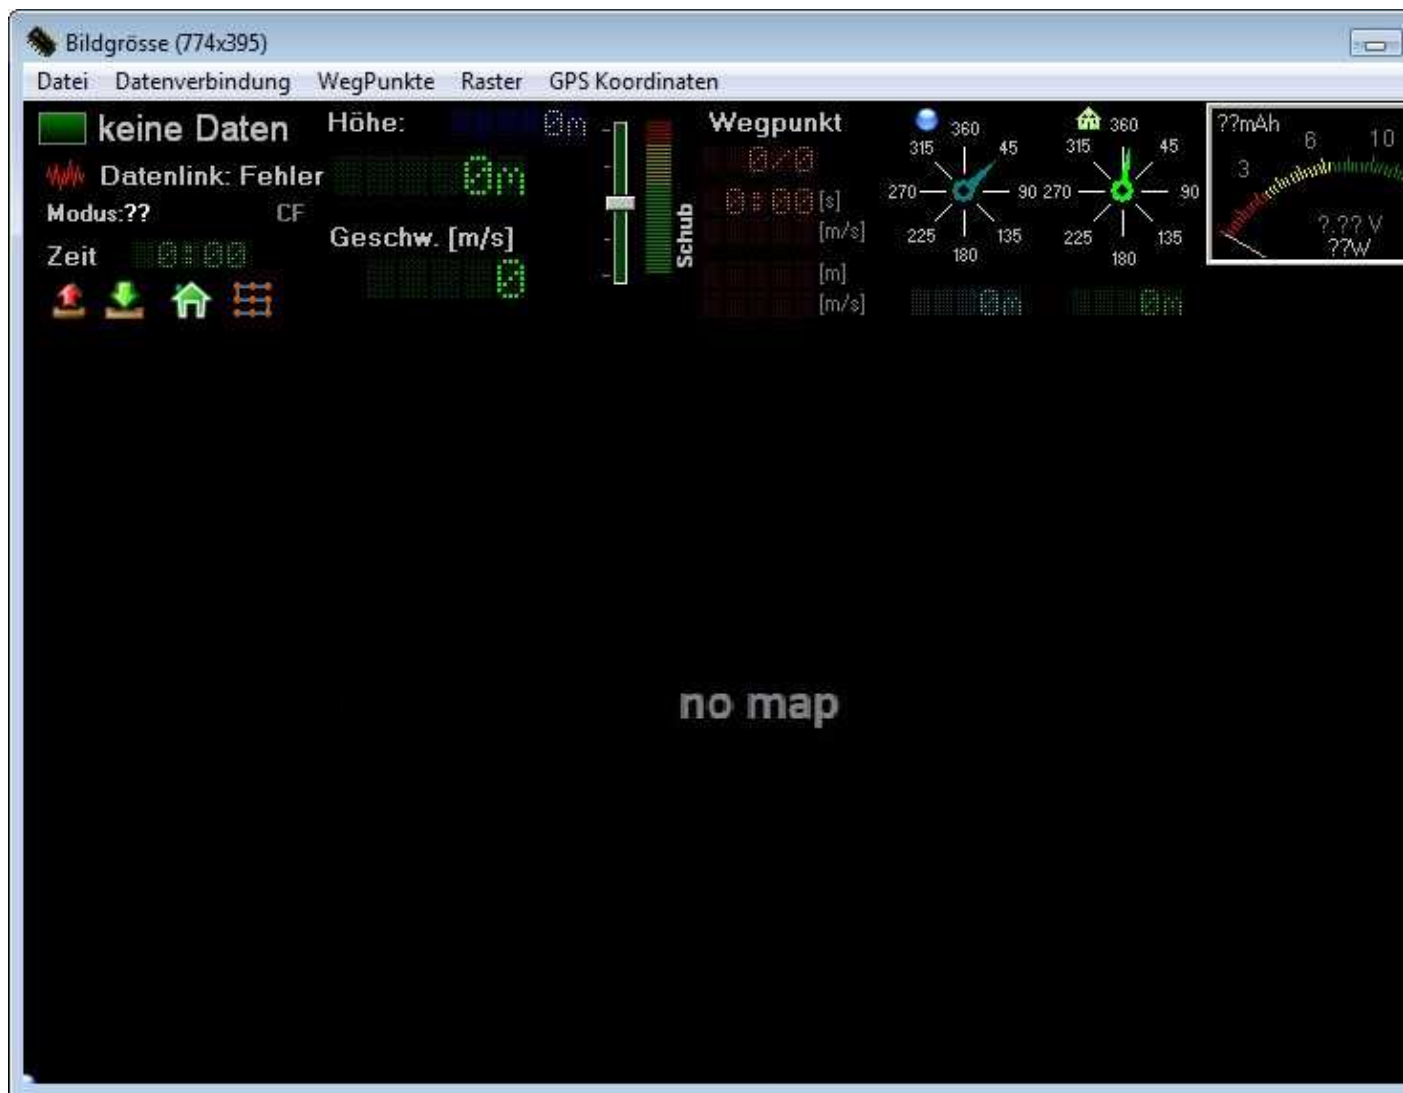 Bildgrösse (774x395)
Datei Datenverbindung WegPunkte Raster GPS Koordinaten
keine Daten
Datenlink: Fehler
Modus:?? CF
Zeit 0:00
Höhe: 0m
0m
Geschw. [m/s]
0
Schub
Wegpunkt
0/0
0:00 [s]
[m/s]
[m]
[m/s]
360
315 45
270 90
225 135
180
0m
360
315 45
270 90
225 135
180
0m
??mAh
3 6 10
?.?? V
??W
no map